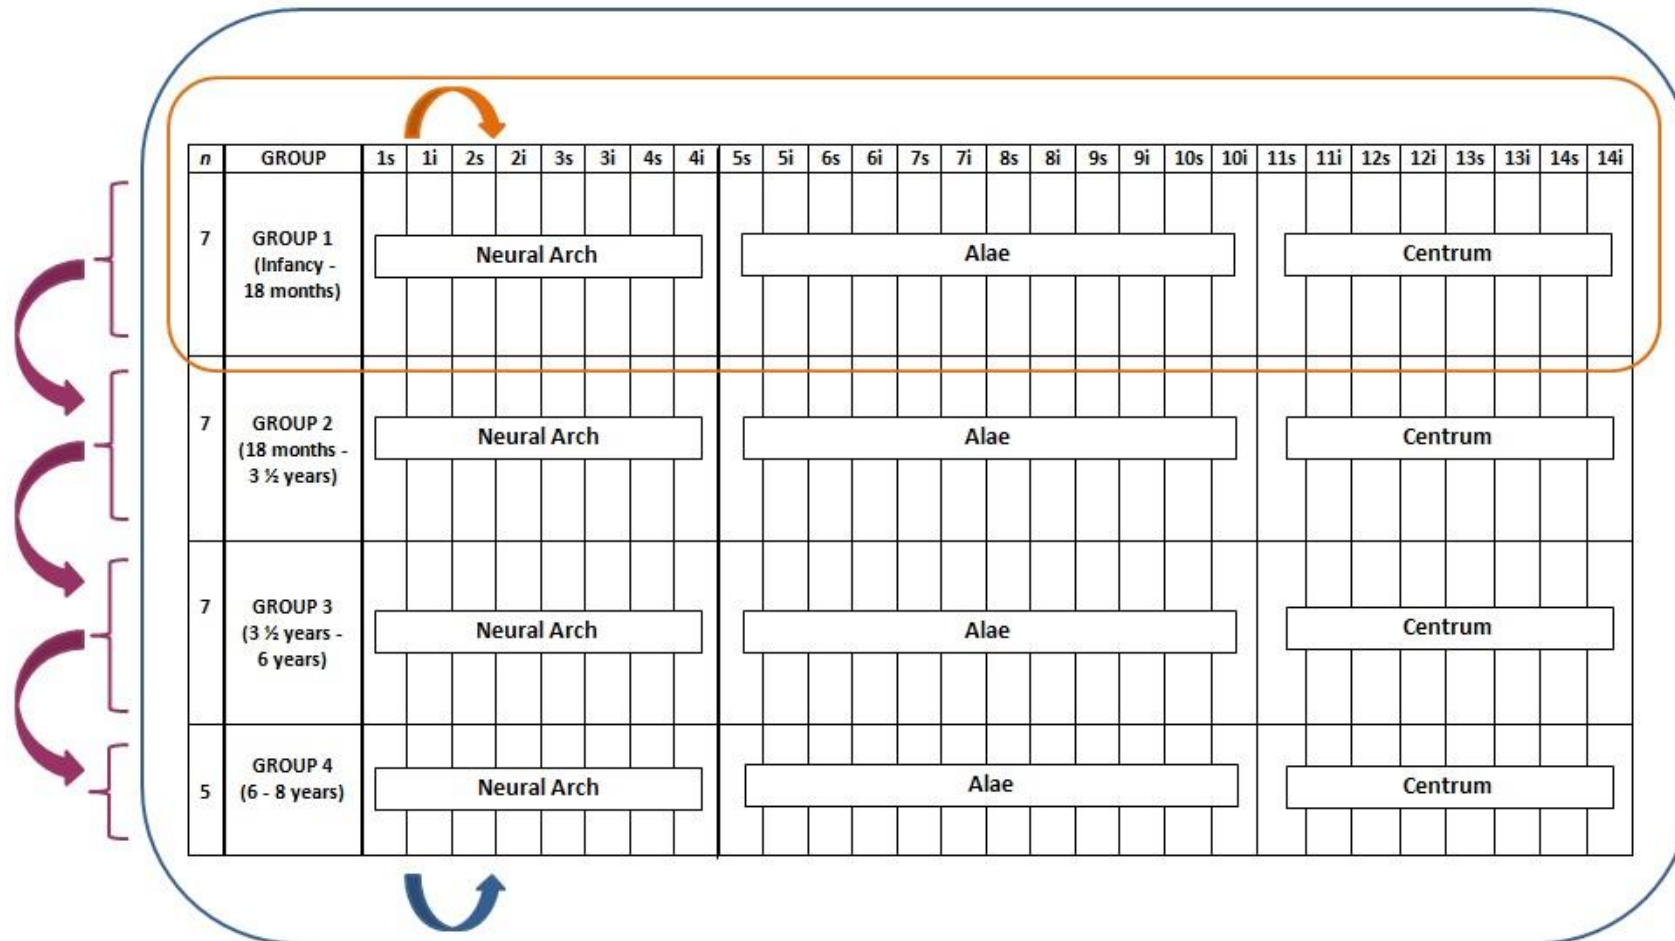 n GROUP 1s 1i 2s 2i 3s 3i 4s 4i 5s 5i 6s 6i 7s 7i 8s 8i 9s 9i 10s 10i 11s 11i 12s 12i 13s 13i 14s 14i
7 GROUP 1
(Infancy -
18 months)
Neural Arch Alae Centrum
7 GROUP 2
(18 months -
3 ½ years)
Neural Arch Alae Centrum
7 GROUP 3
(3 ½ years -
6 years)
Neural Arch Alae Centrum
5 GROUP 4
(6 - 8 years)
Neural Arch Alae Centrum